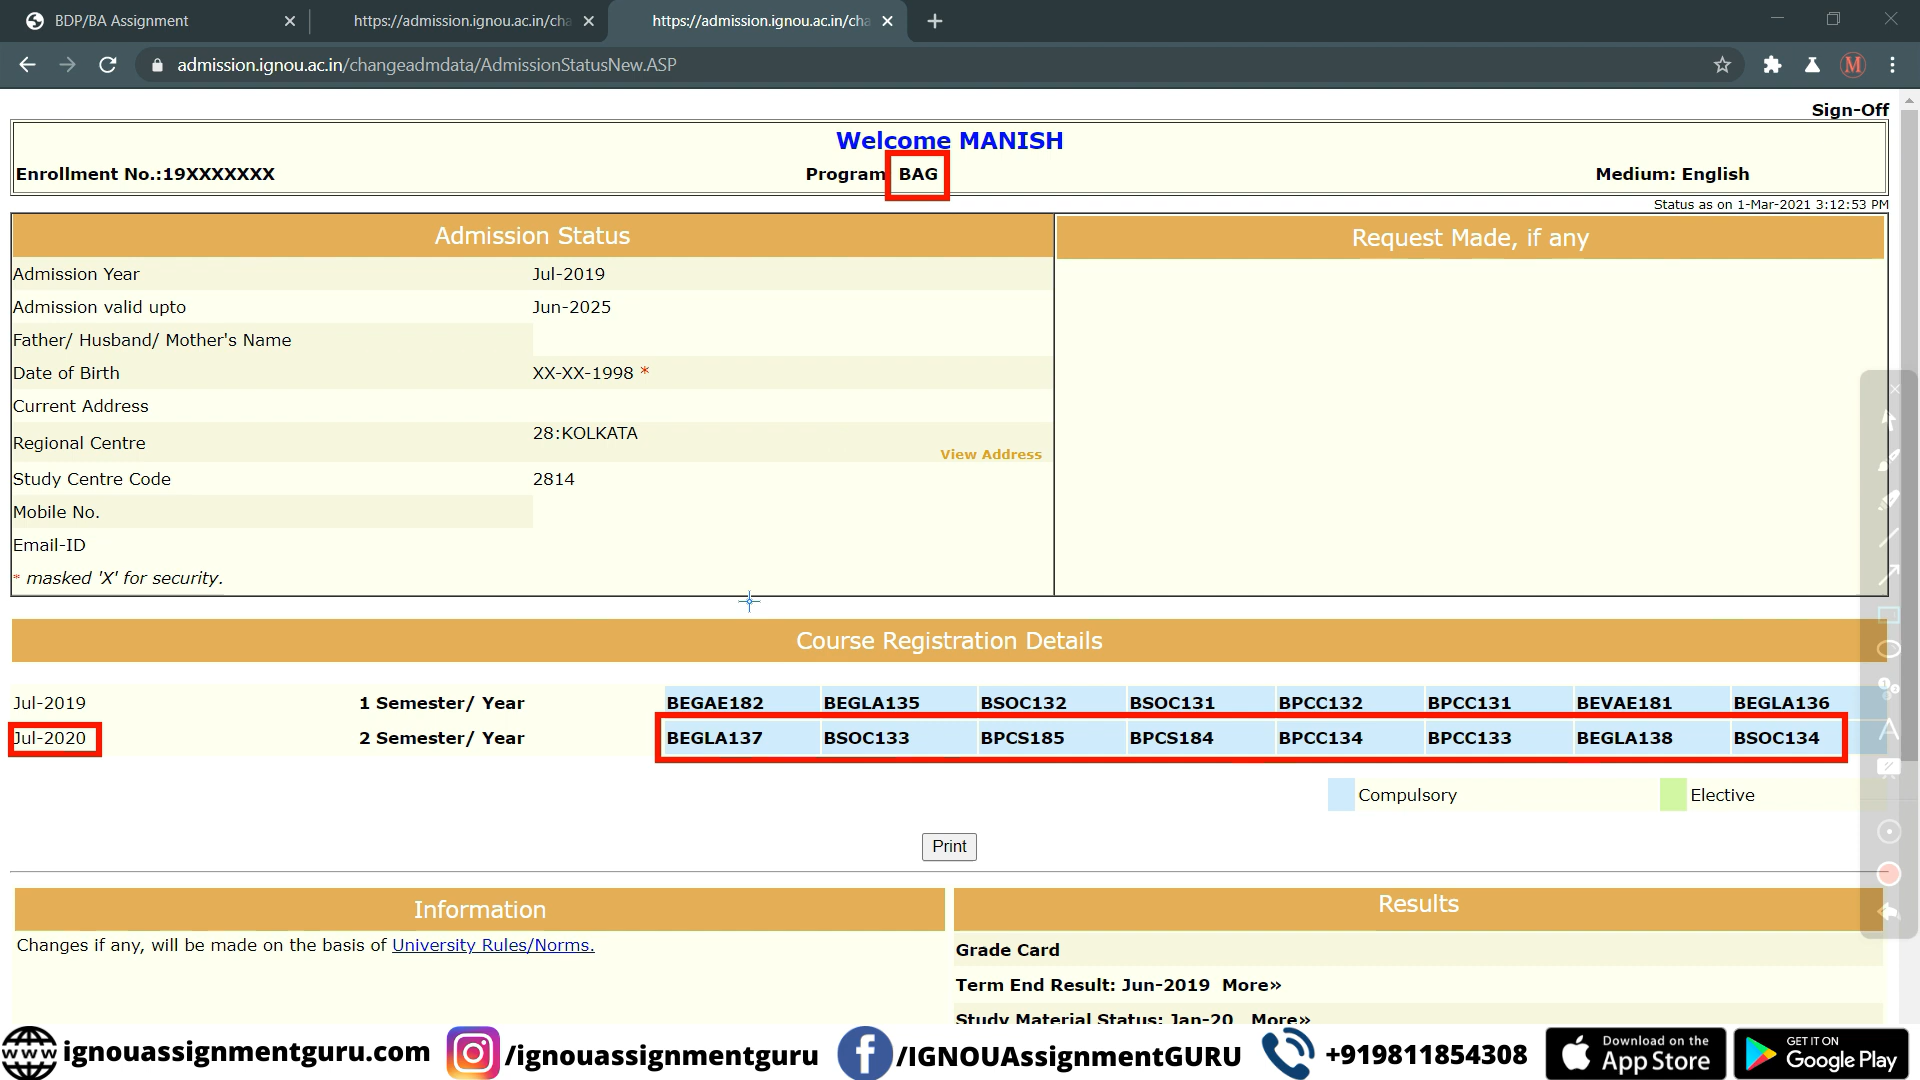 BDP/BA Assignment
https://admission.ignou.ac.in/cha
https://admission.ignou.ac.in/cha
admission.ignou.ac.in/changeadmdata/AdmissionStatusNew.ASP
M
Sign-Off
Welcome MANISH
Enrollment No.:19XXXXXXX Program BAG Medium: English
Status as on 1-Mar-2021 3:12:53 PM
Admission Status
Request Made, if any
Admission Year Jul-2019
Admission valid upto Jun-2025
Father/ Husband/ Mother's Name
Date of Birth XX-XX-1998 *
Current Address
Regional Centre 28:KOLKATA
View Address
Study Centre Code 2814
Mobile No.
Email-ID
* masked 'X' for security.
Course Registration Details
Jul-2019 1 Semester/ Year BEGAE182 BEGLA135 BSOC132 BSOC131 BPCC132 BPCC131 BEVAE181 BEGLA136
Jul-2020 2 Semester/ Year BEGLA137 BSOC133 BPCS185 BPCS184 BPCC134 BPCC133 BEGLA138 BSOC134
Compulsory Elective
Print
Information
Results
Changes if any, will be made on the basis of University Rules/Norms.
Grade Card
Term End Result: Jun-2019 More»
Study Material Status: Jan-20 More»
www ignouassignmentguru.com /ignouassignmentguru /IGNOUAssignmentGURU +919811854308
Download on the App Store
GET IT ON Google Play